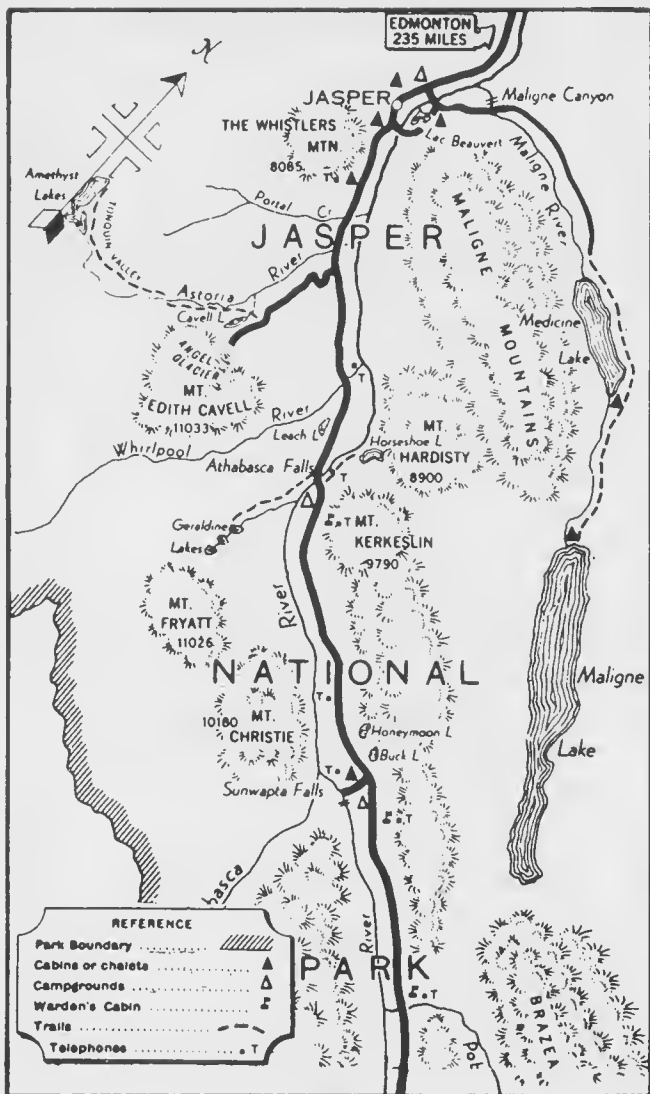 EDMONTON
235 MILES
N
JASPER
Maligne Canyon
THE WHISTLERS
MTN.
8085
Lac Beauvert
T
Amethyst
Lakes
TONQUIN VALLEY
Portal Cr.
Maligne River
JASPER
MALIGNE
MOUNTAINS
Astoria River
Cavell L.
Medicine
Lake
ANGEL
GLACIER
MT.
EDITH CAVELL
11033
T
Whirlpool River
Leach L
Horseshoe L
MT.
HARDISTY
8900
Athabasca Falls
T
Geraldine
Lakes
T
MT.
KERKESLIN
9790
MT.
FRYATT
11026
River
NATIONAL
Maligne
Lake
10180
MT.
CHRISTIE
T
Honeymoon L
Buck L
T
Sunwapta Falls
T
basca
River
PARK
T
Pot
BRAZEA
REFERENCE
Park Boundary
Cabins or chalets
Campgrounds
Warden's Cabin
Trails
Telephones . T